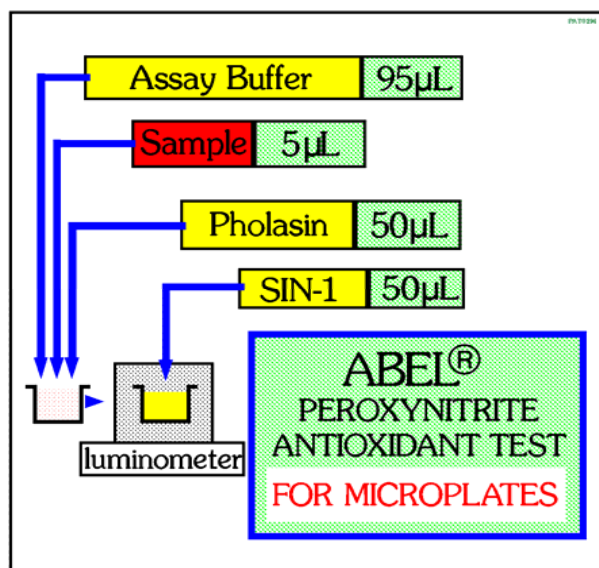 Assay Buffer 95µL
Sample 5µL
Pholasin 50µL
SIN-1 50µL
luminometer
ABEL®
PEROXYNITRITE
ANTIOXIDANT TEST
FOR MICROPLATES